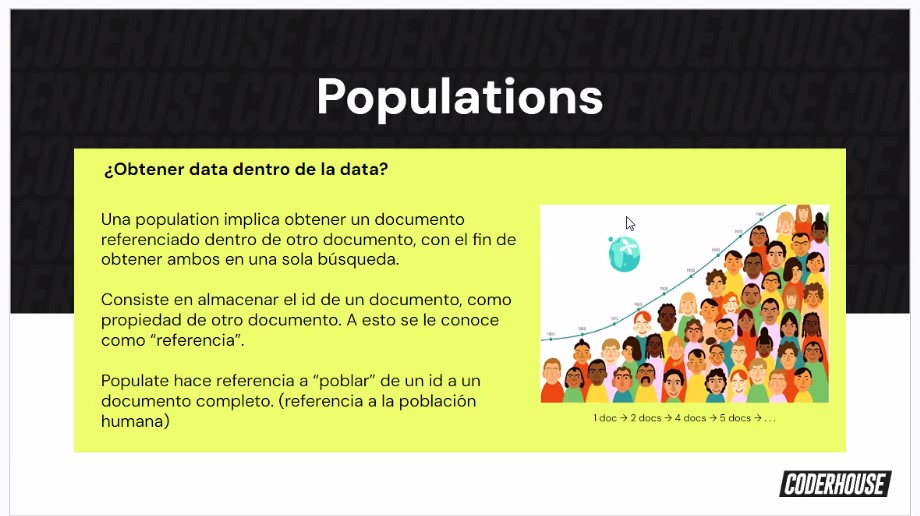 Populations
¿Obtener data dentro de la data?
Una population implica obtener un documento
referenciado dentro de otro documento, con el fin de
obtener ambos en una sola búsqueda.
Consiste en almacenar el id de un documento, como
propiedad de otro documento. A esto se le conoce
como “referencia”.
Populate hace referencia a “poblar” de un id a un
documento completo. (referencia a la población
humana)
1 doc → 2 docs → 4 docs → 5 docs → . . .
CODERHOUSE